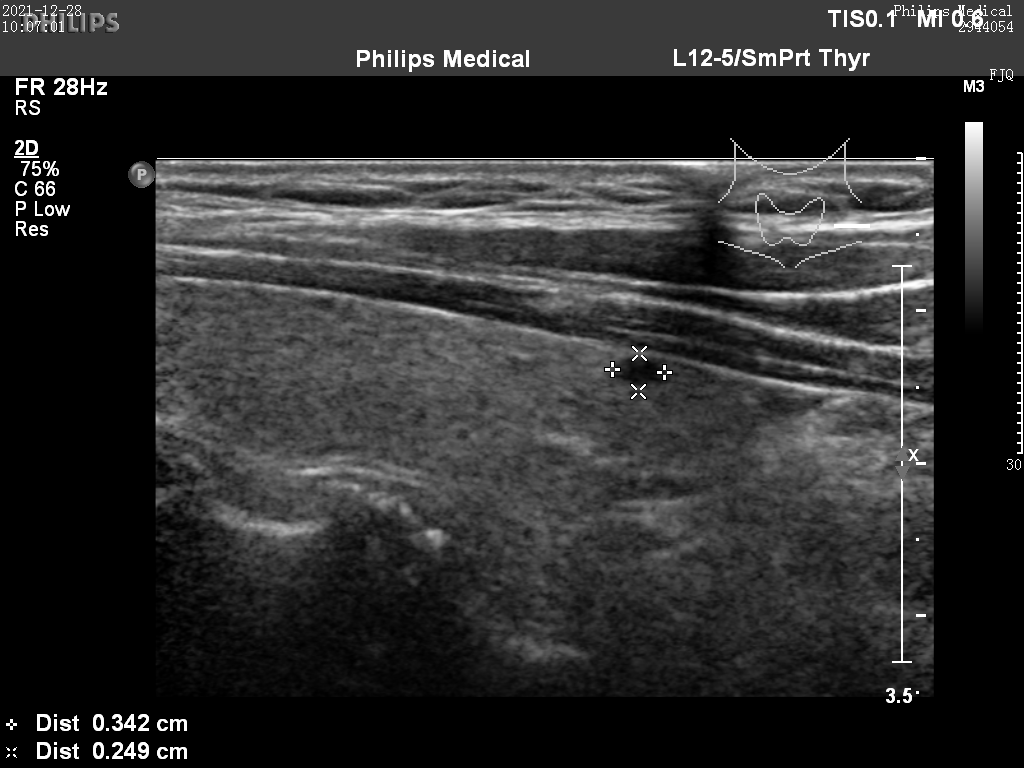 2021-12-28
10:07:01
PHILIPS
TIS0.1 MI 0.6
Philips Medical
2944054
Philips Medical
L12-5/SmPrt Thyr
FJQ
FR 28Hz
RS
M3
2D
75%
C 66
P Low
Res
P
X
30
3.5
Dist 0.342 cm
Dist 0.249 cm